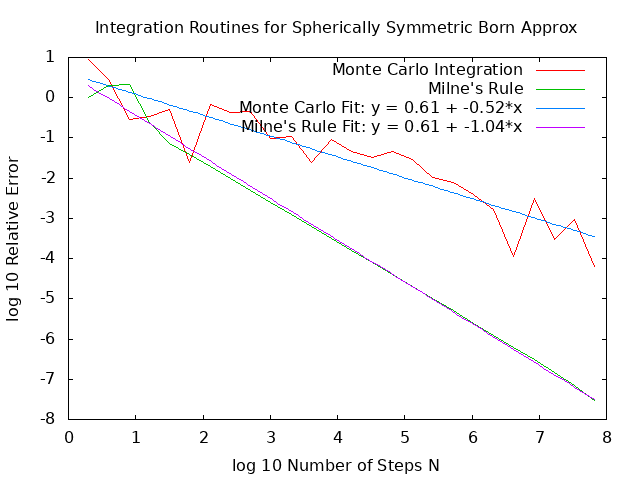 Integration Routines for Spherically Symmetric Born Approx
1
0
-1
-2
-3
-4
-5
-6
-7
-8
log 10 Relative Error
Monte Carlo Integration
Milne's Rule
Monte Carlo Fit: y = 0.61 + -0.52*x
Milne's Rule Fit: y = 0.61 + -1.04*x
0 1 2 3 4 5 6 7 8
log 10 Number of Steps N